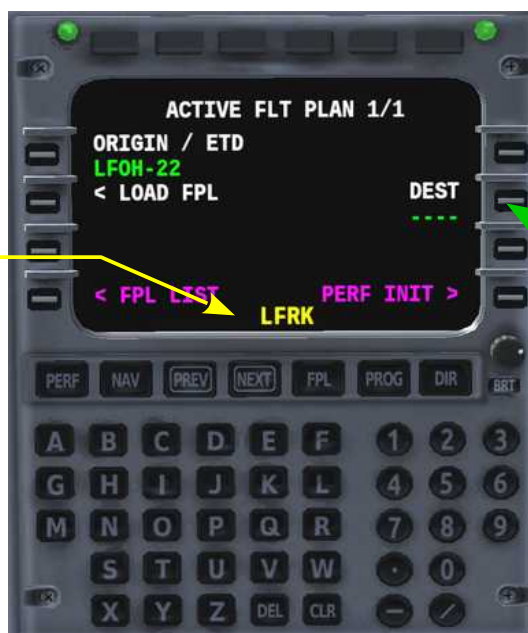 ACTIVE FLT PLAN 1/1
ORIGIN / ETD
LFOH-22
< LOAD FPL DEST
----
< FPL LIST PERF INIT >
LFRK
PERF NAV PREV NEXT FPL PROG DIR BRT
A B C D E F 1 2 3
G H I J K L 4 5 6
M N O P Q R 7 8 9
S T U V W · 0
X Y Z DEL CLR - /